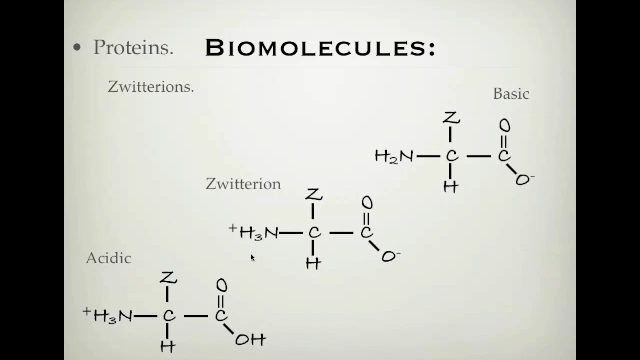 • Proteins. BIOMOLECULES:
Zwitterions.
Basic
Z O
H₂N C C
H O⁻
Zwitterion
Z O
⁺H₃N C C
H O⁻
Acidic
Z O
⁺H₃N C C
H OH